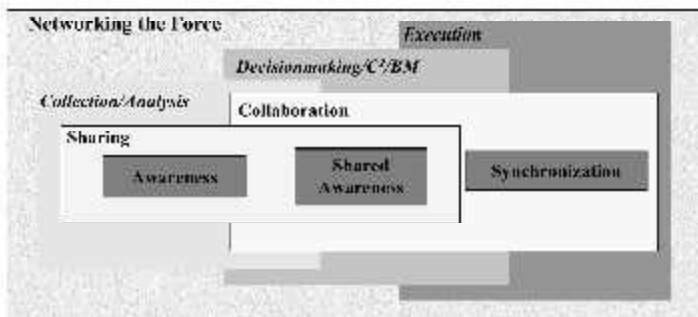 Networking the Force
Execution
Decisionmaking/C²/BM
Collection/Analysis
Collaboration
Sharing
Awareness
Shared
Awareness
Synchronization